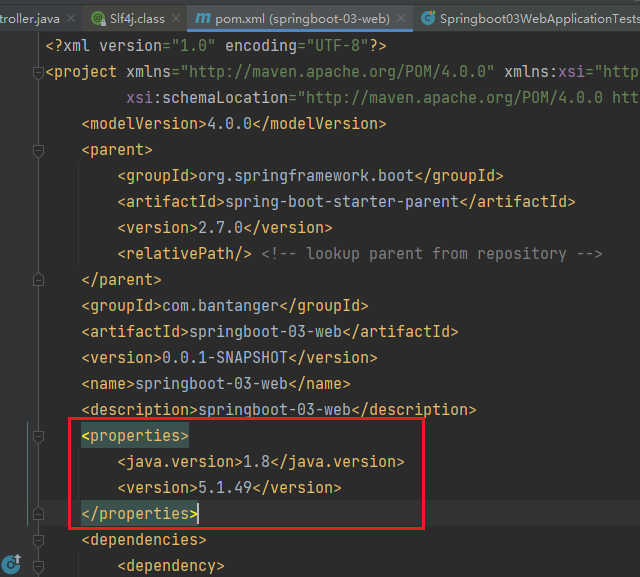 troller.java × Slf4j.class × pom.xml (springboot-03-web) × Springboot03WebApplicationTests
<?xml version="1.0" encoding="UTF-8"?>
<project xmlns="http://maven.apache.org/POM/4.0.0" xmlns:xsi="http
xsi:schemaLocation="http://maven.apache.org/POM/4.0.0 htt
<modelVersion>4.0.0</modelVersion>
<parent>
<groupId>org.springframework.boot</groupId>
<artifactId>spring-boot-starter-parent</artifactId>
<version>2.7.0</version>
<relativePath/> <!-- lookup parent from repository -->
</parent>
<groupId>com.bantanger</groupId>
<artifactId>springboot-03-web</artifactId>
<version>0.0.1-SNAPSHOT</version>
<name>springboot-03-web</name>
<description>springboot-03-web</description>
<properties>
<java.version>1.8</java.version>
<version>5.1.49</version>
</properties>
<dependencies>
<dependency>